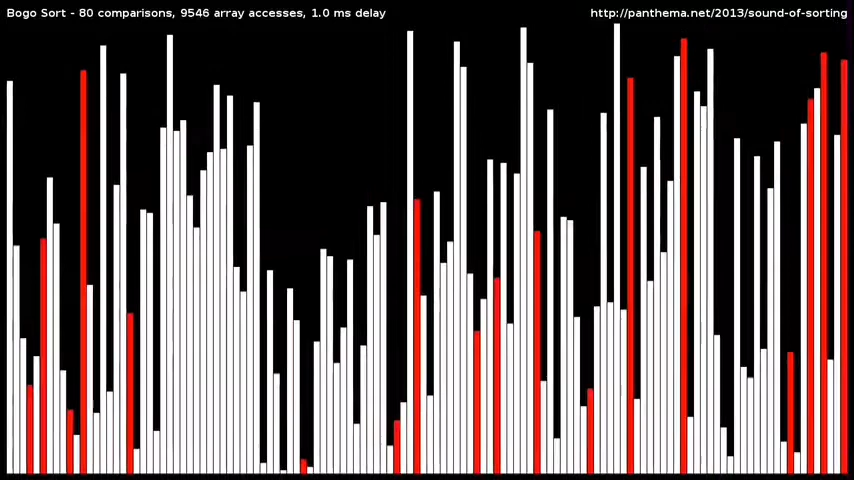 Bogo Sort - 80 comparisons, 9546 array accesses, 1.0 ms delay
http://panthema.net/2013/sound-of-sorting